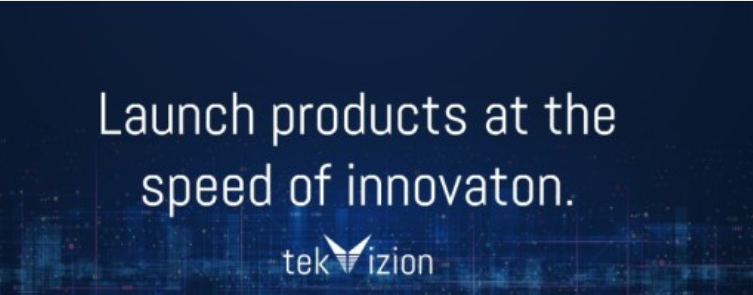 Launch products at the
speed of innovaton.
tekVizion